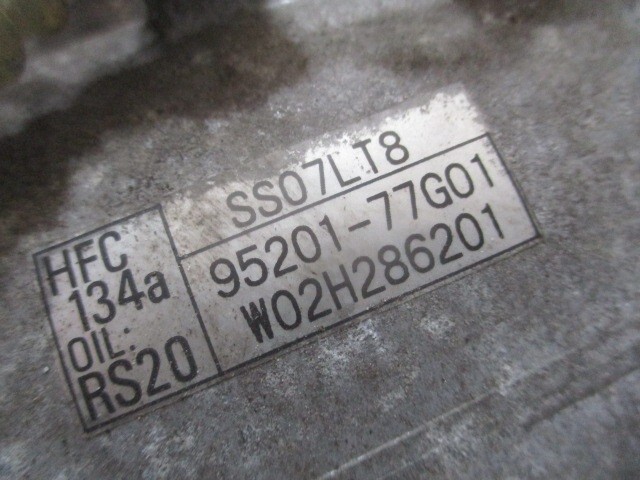 HFC
134a
OIL:
RS20
SS07LT8
95201-77G01
W02H286201